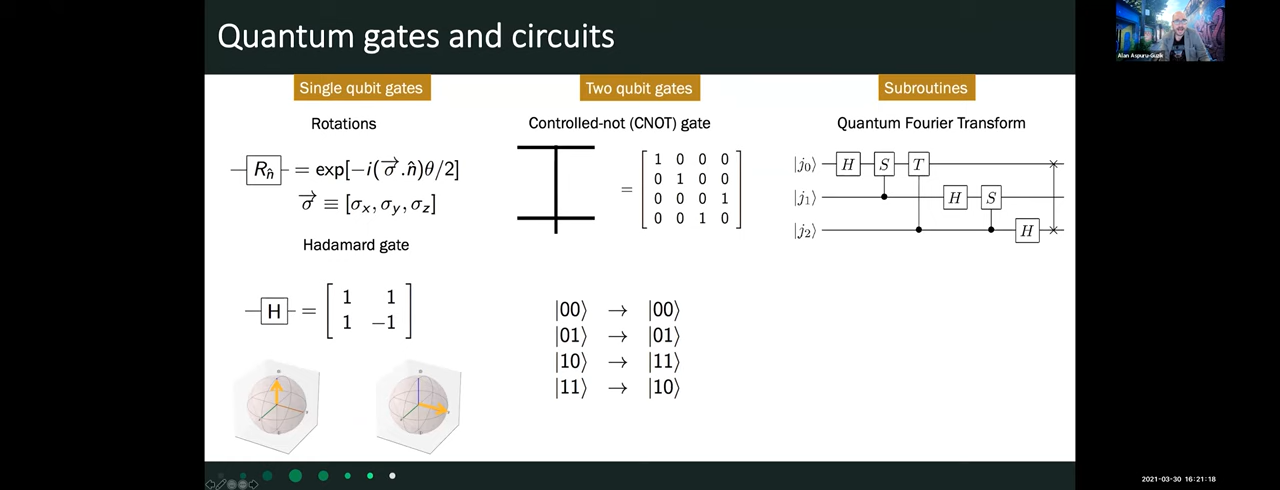 Quantum gates and circuits
Alan Aspuru-Guzik
Single qubit gates
Rotations
R_n̂ = exp[−i(σ⃗.n̂)θ/2]
σ⃗ ≡ [σx, σy, σz]
Hadamard gate
H =
1 1
1 −1
Two qubit gates
Controlled-not (CNOT) gate
=
1 0 0 0
0 1 0 0
0 0 0 1
0 0 1 0
|00⟩ → |00⟩
|01⟩ → |01⟩
|10⟩ → |11⟩
|11⟩ → |10⟩
Subroutines
Quantum Fourier Transform
|j0⟩ H S T
|j1⟩ H S
|j2⟩ H
2021-03-30 16:21:18